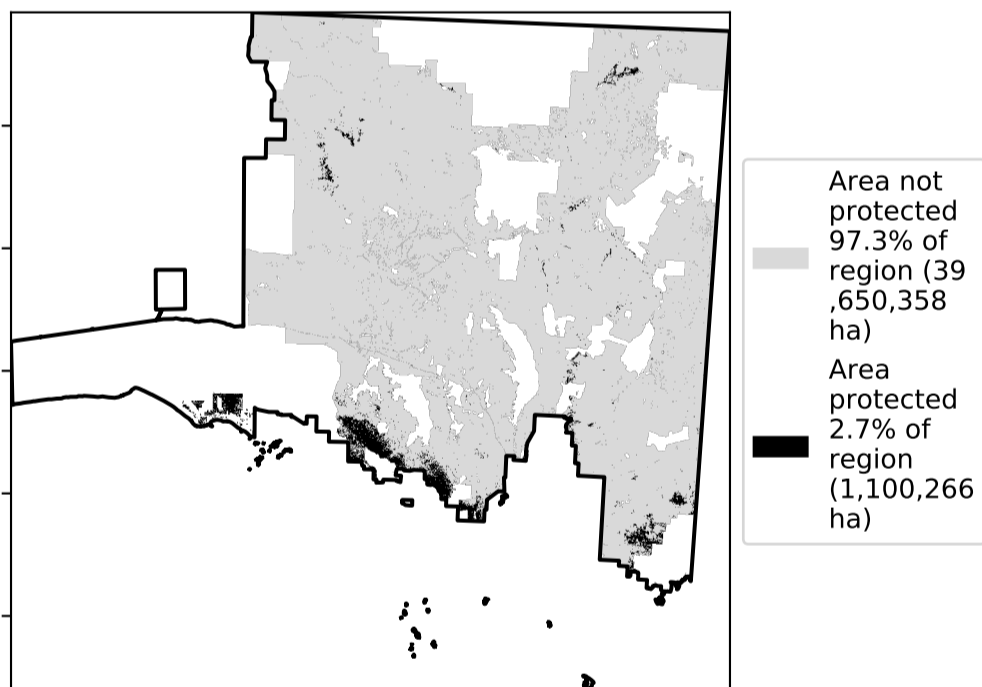 Area not
protected
97.3% of
region (39
,650,358
ha)
Area
protected
2.7% of
region
(1,100,266
ha)